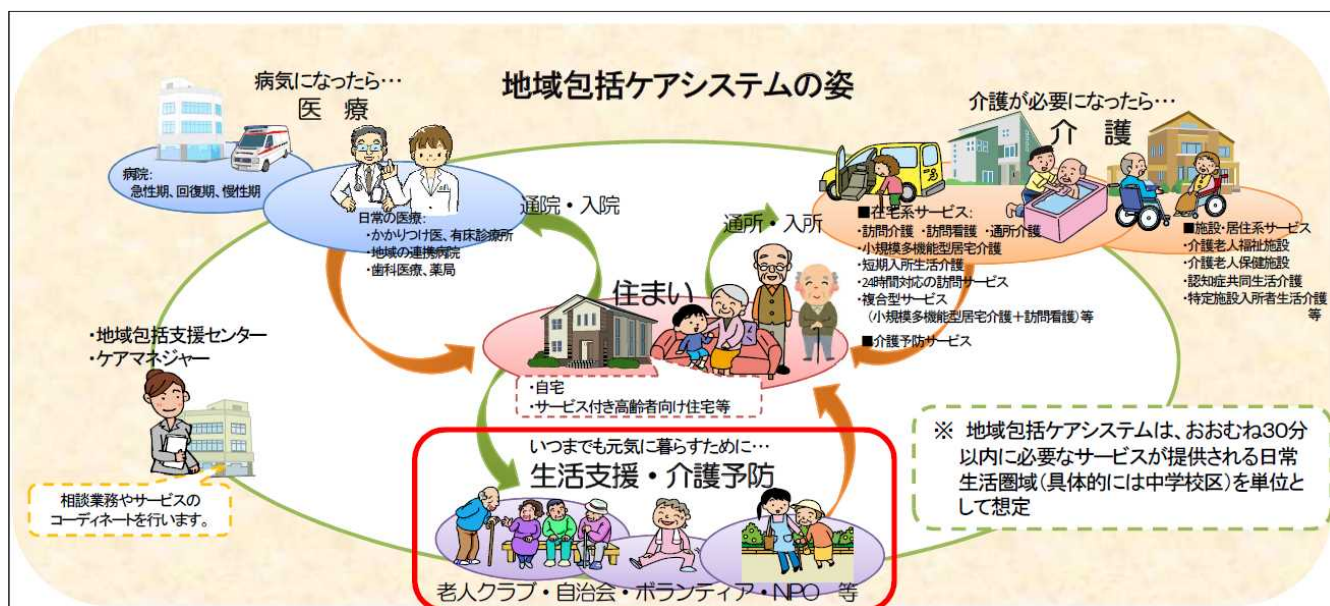 地域包括ケアシステムの姿
病気になったら…
医　療
病院:
急性期、回復期、慢性期
日常の医療:
・かかりつけ医、有床診療所
・地域の連携病院
・歯科医療、薬局
通院・入院
通所・入所
介護が必要になったら…
介　護
■在宅系サービス:
・訪問介護 ・訪問看護 ・通所介護
・小規模多機能型居宅介護
・短期入所生活介護
・24時間対応の訪問サービス
・複合型サービス
（小規模多機能型居宅介護＋訪問看護）等
■介護予防サービス
■施設・居住系サービス
・介護老人福祉施設
・介護老人保健施設
・認知症共同生活介護
・特定施設入所者生活介護
等
住まい
・自宅
・サービス付き高齢者向け住宅等
・地域包括支援センター
・ケアマネジャー
相談業務やサービスの
コーディネートを行います。
いつまでも元気に暮らすために…
生活支援・介護予防
老人クラブ・自治会・ボランティア・NPO　等
※ 地域包括ケアシステムは、おおむね30分
以内に必要なサービスが提供される日常
生活圏域（具体的には中学校区）を単位と
して想定